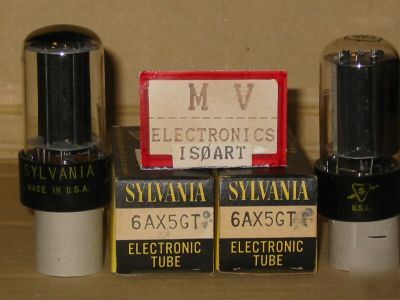 M V
ELECTRONICS
ISØART
SYLVANIA
MADE IN U.S.A.
U.S.A.
SYLVANIA
6AX5GT
ELECTRONIC
TUBE
SYLVANIA
6AX5GT
ELECTRONIC
TUBE